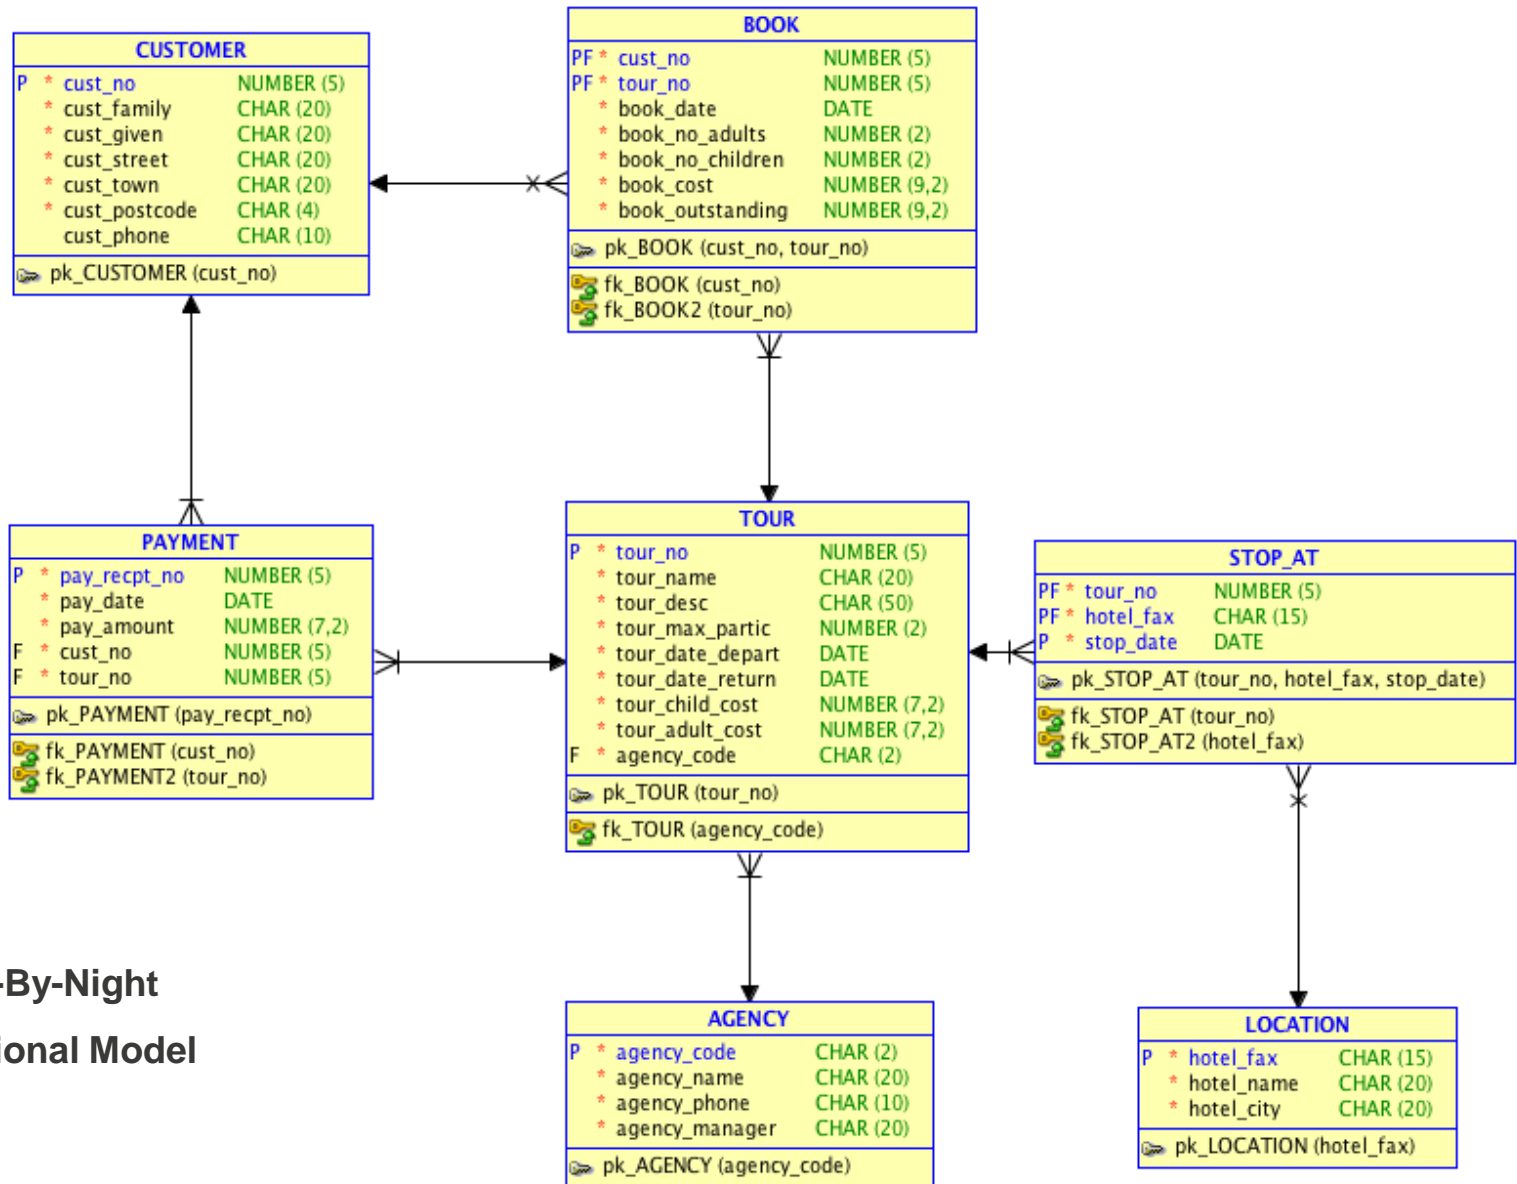 CUSTOMER
P * cust_no NUMBER (5)
* cust_family CHAR (20)
* cust_given CHAR (20)
* cust_street CHAR (20)
* cust_town CHAR (20)
* cust_postcode CHAR (4)
cust_phone CHAR (10)
pk_CUSTOMER (cust_no)
BOOK
PF * cust_no NUMBER (5)
PF * tour_no NUMBER (5)
* book_date DATE
* book_no_adults NUMBER (2)
* book_no_children NUMBER (2)
* book_cost NUMBER (9,2)
* book_outstanding NUMBER (9,2)
pk_BOOK (cust_no, tour_no)
fk_BOOK (cust_no)
fk_BOOK2 (tour_no)
PAYMENT
P * pay_recpt_no NUMBER (5)
* pay_date DATE
* pay_amount NUMBER (7,2)
F * cust_no NUMBER (5)
F * tour_no NUMBER (5)
pk_PAYMENT (pay_recpt_no)
fk_PAYMENT (cust_no)
fk_PAYMENT2 (tour_no)
TOUR
P * tour_no NUMBER (5)
* tour_name CHAR (20)
* tour_desc CHAR (50)
* tour_max_partic NUMBER (2)
* tour_date_depart DATE
* tour_date_return DATE
* tour_child_cost NUMBER (7,2)
* tour_adult_cost NUMBER (7,2)
F * agency_code CHAR (2)
pk_TOUR (tour_no)
fk_TOUR (agency_code)
STOP_AT
PF * tour_no NUMBER (5)
PF * hotel_fax CHAR (15)
P * stop_date DATE
pk_STOP_AT (tour_no, hotel_fax, stop_date)
fk_STOP_AT (tour_no)
fk_STOP_AT2 (hotel_fax)
-By-Night
ional Model
AGENCY
P * agency_code CHAR (2)
* agency_name CHAR (20)
* agency_phone CHAR (10)
* agency_manager CHAR (20)
pk_AGENCY (agency_code)
LOCATION
P * hotel_fax CHAR (15)
* hotel_name CHAR (20)
* hotel_city CHAR (20)
pk_LOCATION (hotel_fax)